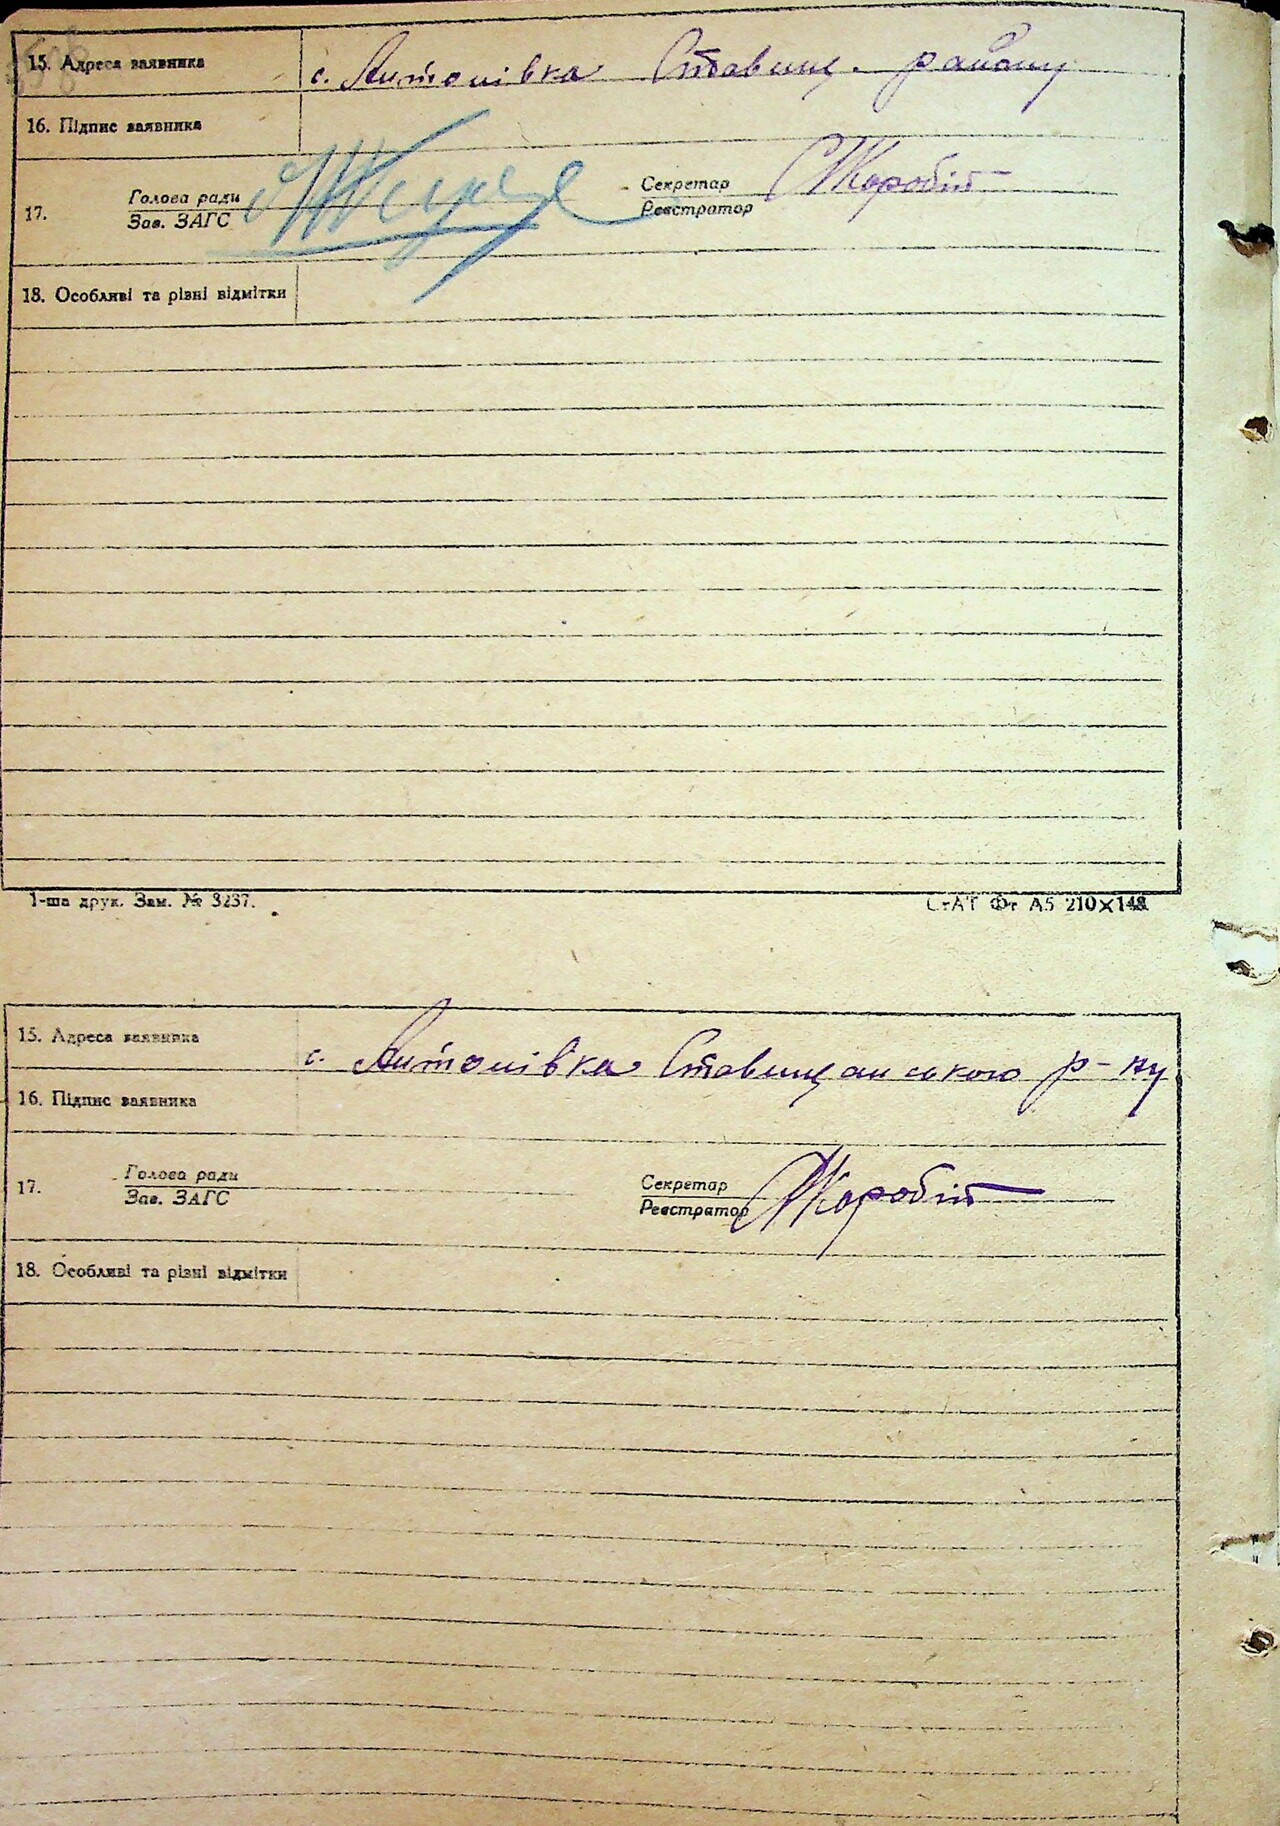 15. Адреса заявника с. Антонівка Ставищ. району
16. Підпис заявника
17. Голова ради Секретар
Зав. ЗАГС Реєстратор
18. Особливі та різні відмітки
1-ша друк. Зам. № 3237. СтАТ Фт А5 210×148
15. Адреса заявника с. Антонівка Ставищанського р-ну
16. Підпис заявника
17. Голова ради Секретар
Зав. ЗАГС Реєстратор
18. Особливі та різні відмітки